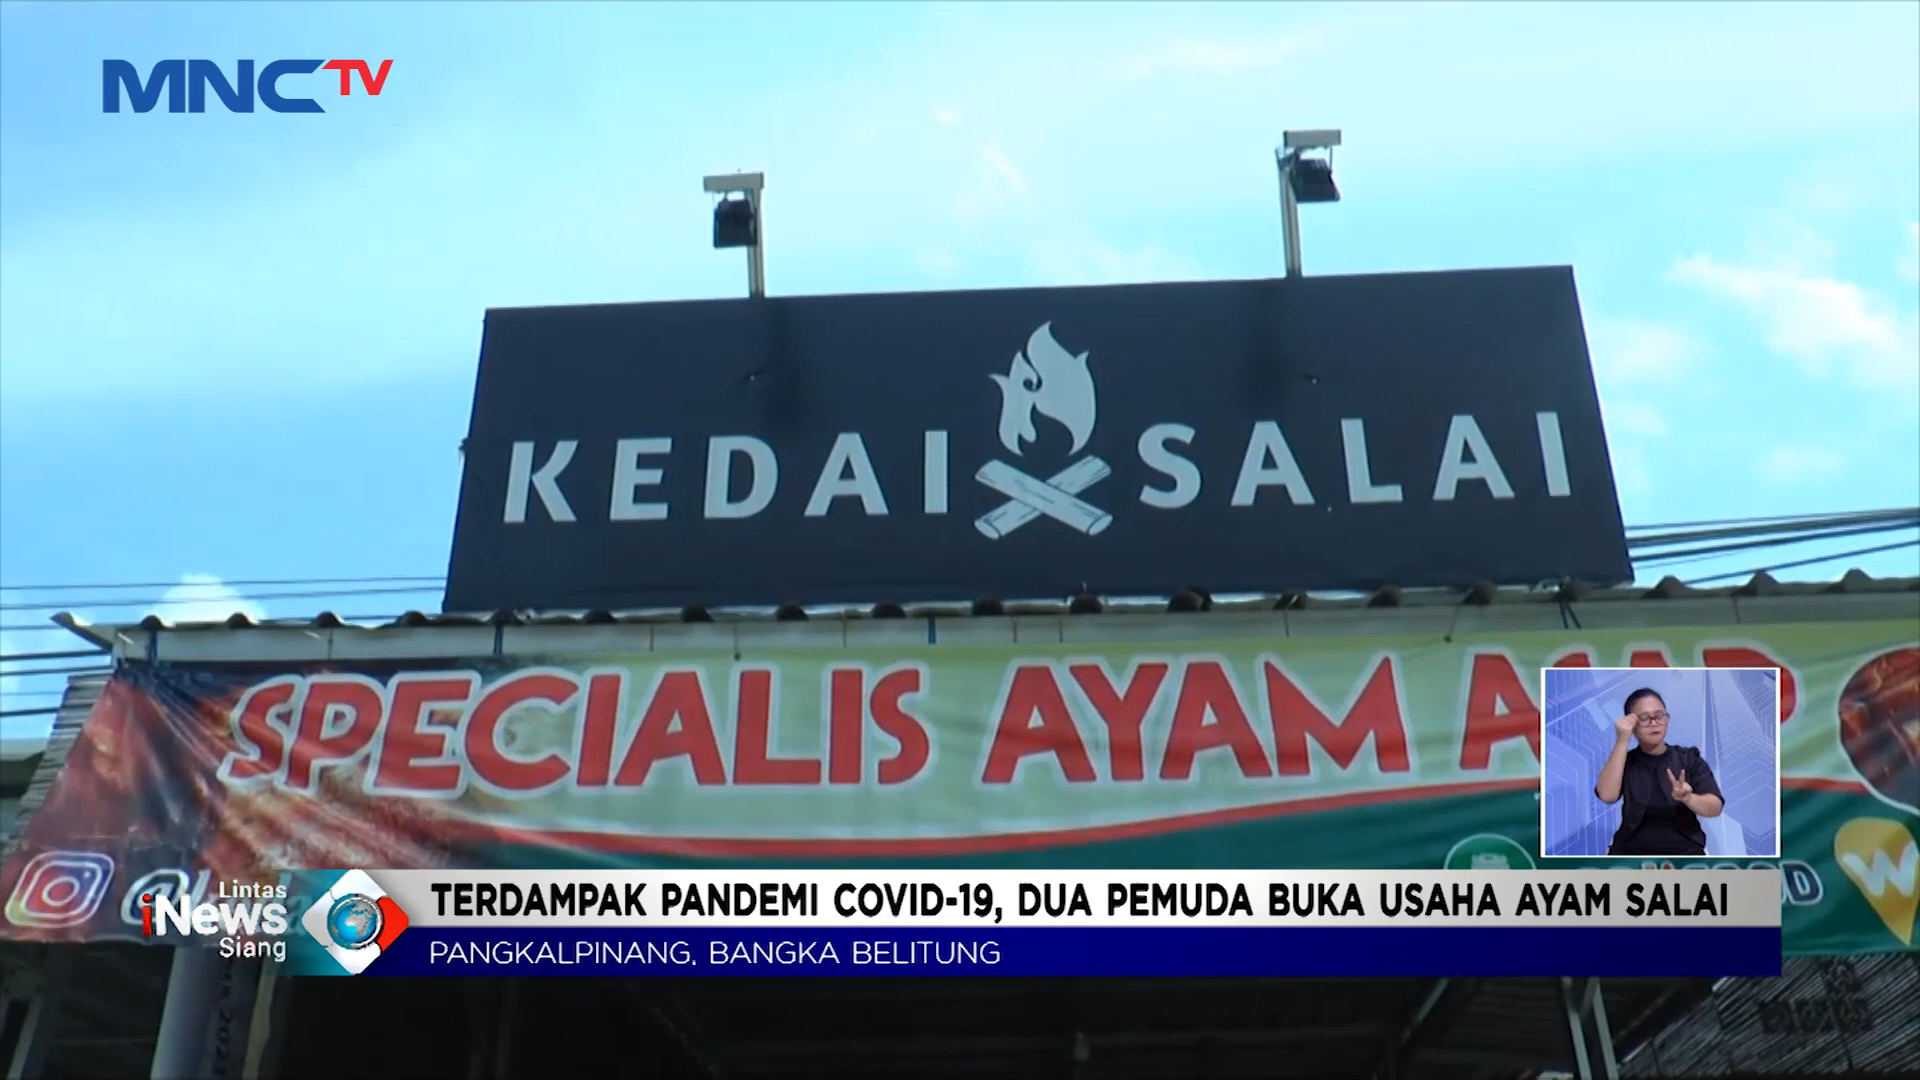 MNCTV
KEDAI SALAI
SPECIALIS AYAM
Lintas
iNews
Siang
TERDAMPAK PANDEMI COVID-19, DUA PEMUDA BUKA USAHA AYAM SALAI
PANGKALPINANG, BANGKA BELITUNG